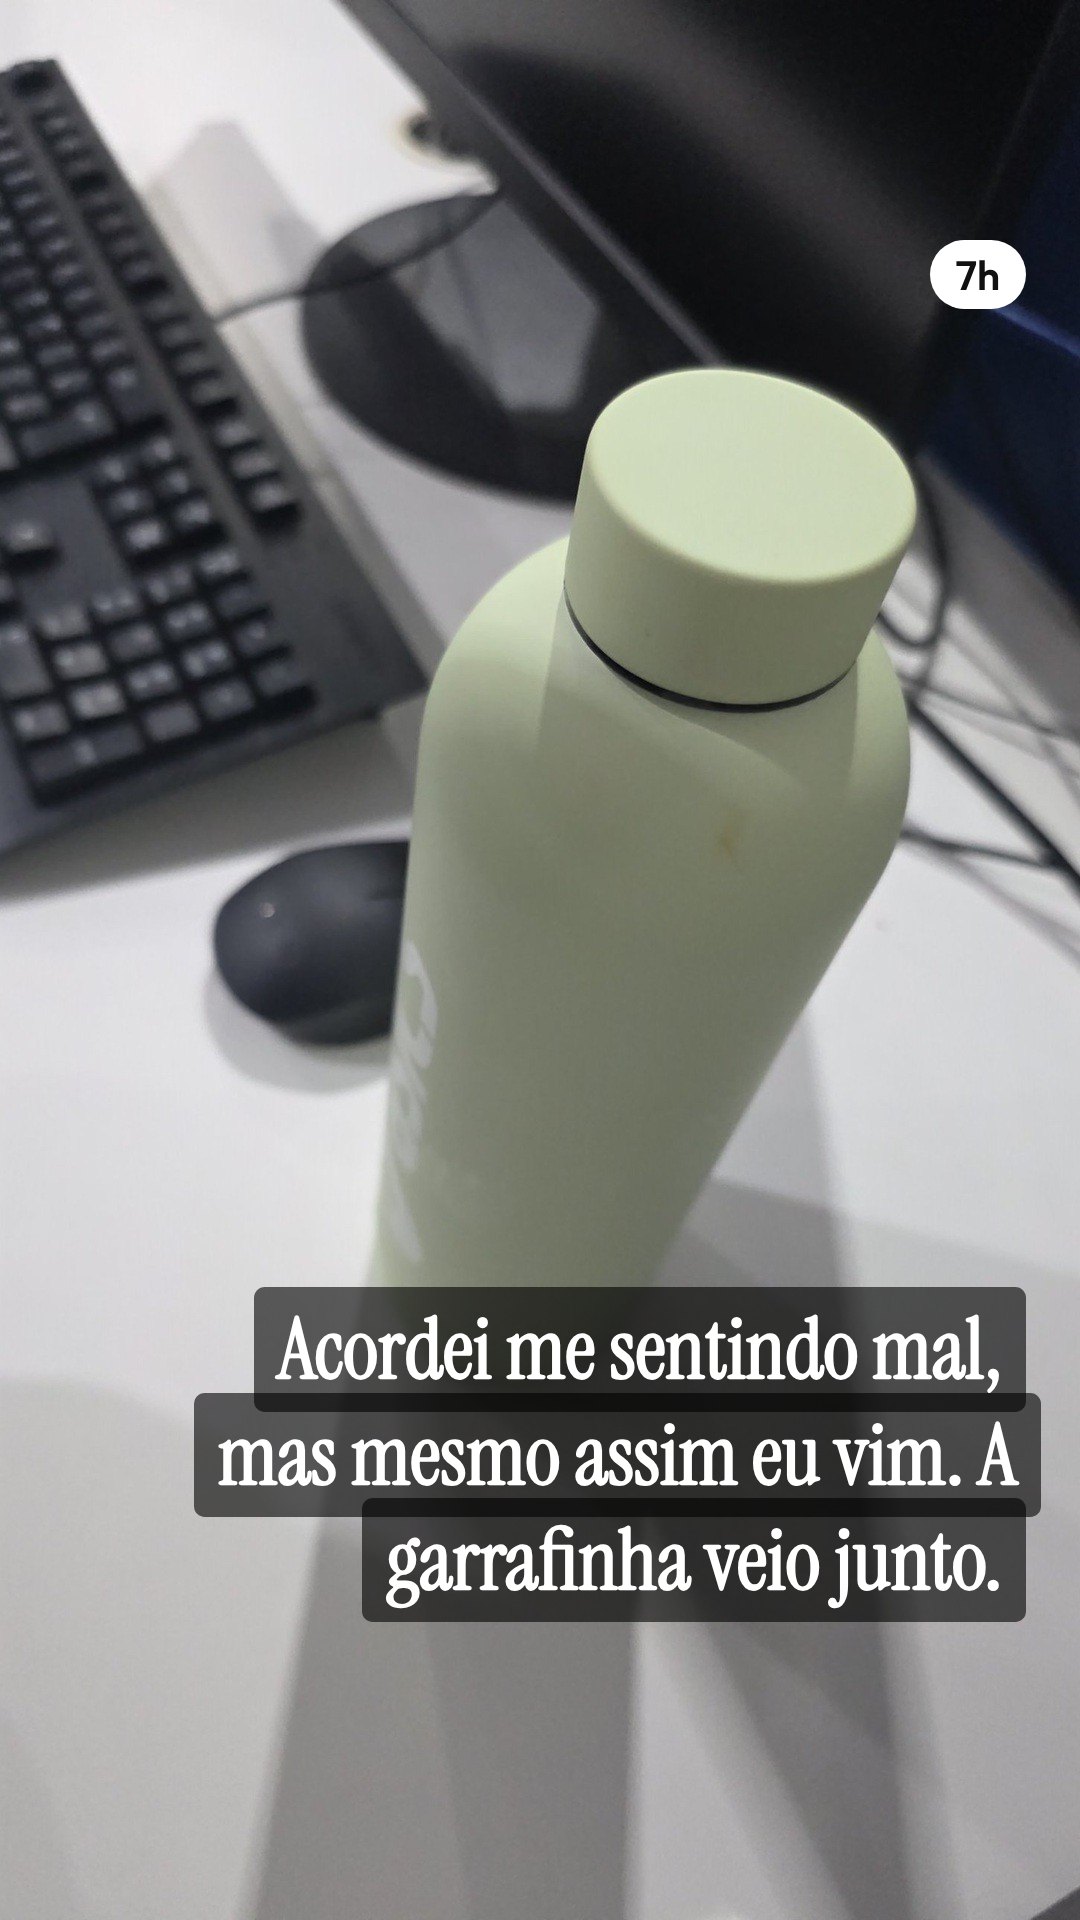 7h
Acordei me sentindo mal,
mas mesmo assim eu vim. A
garrafinha veio junto.